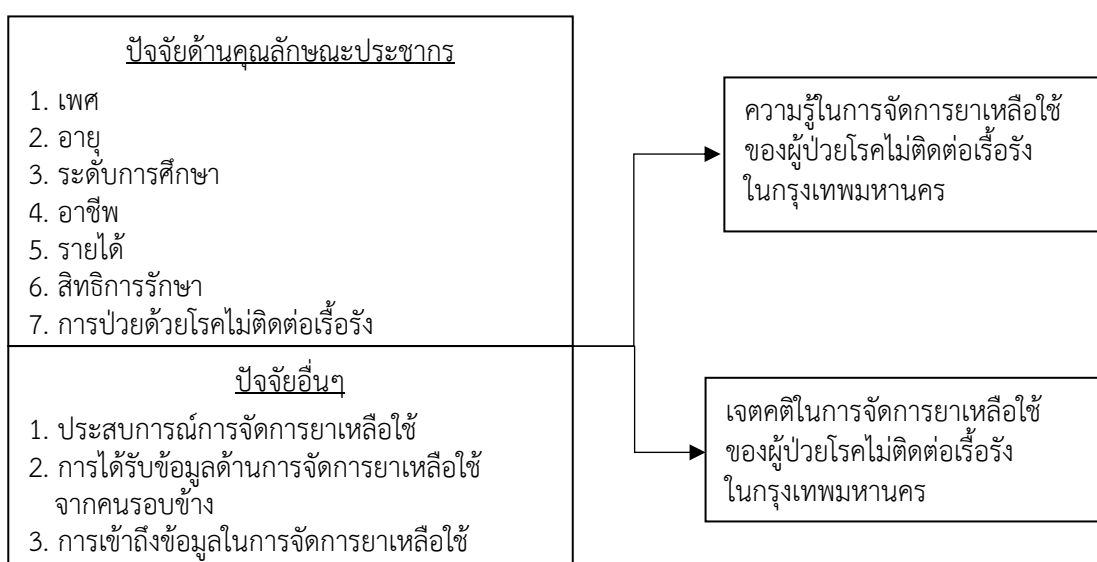 ปัจจัยด้านคุณลักษณะประชากร
1. เพศ
2. อายุ
3. ระดับการศึกษา
4. อาชีพ
5. รายได้
6. สิทธิการรักษา
7. การป่วยด้วยโรคไม่ติดต่อเรื้อรัง
ปัจจัยอื่นๆ
1. ประสบการณ์การจัดการยาเหลือใช้
2. การได้รับข้อมูลด้านการจัดการยาเหลือใช้
จากคนรอบข้าง
3. การเข้าถึงข้อมูลในการจัดการยาเหลือใช้
ความรู้ในการจัดการยาเหลือใช้
ของผู้ป่วยโรคไม่ติดต่อเรื้อรัง
ในกรุงเทพมหานคร
เจตคติในการจัดการยาเหลือใช้
ของผู้ป่วยโรคไม่ติดต่อเรื้อรัง
ในกรุงเทพมหานคร